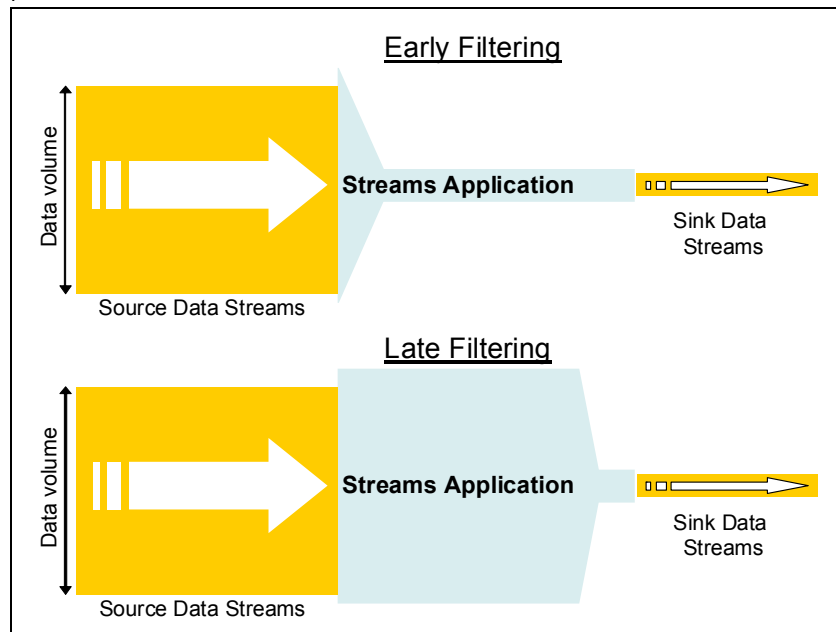 Early Filtering
Data volume
Streams Application
Sink Data
Streams
Source Data Streams
Late Filtering
Data volume
Streams Application
Sink Data
Streams
Source Data Streams